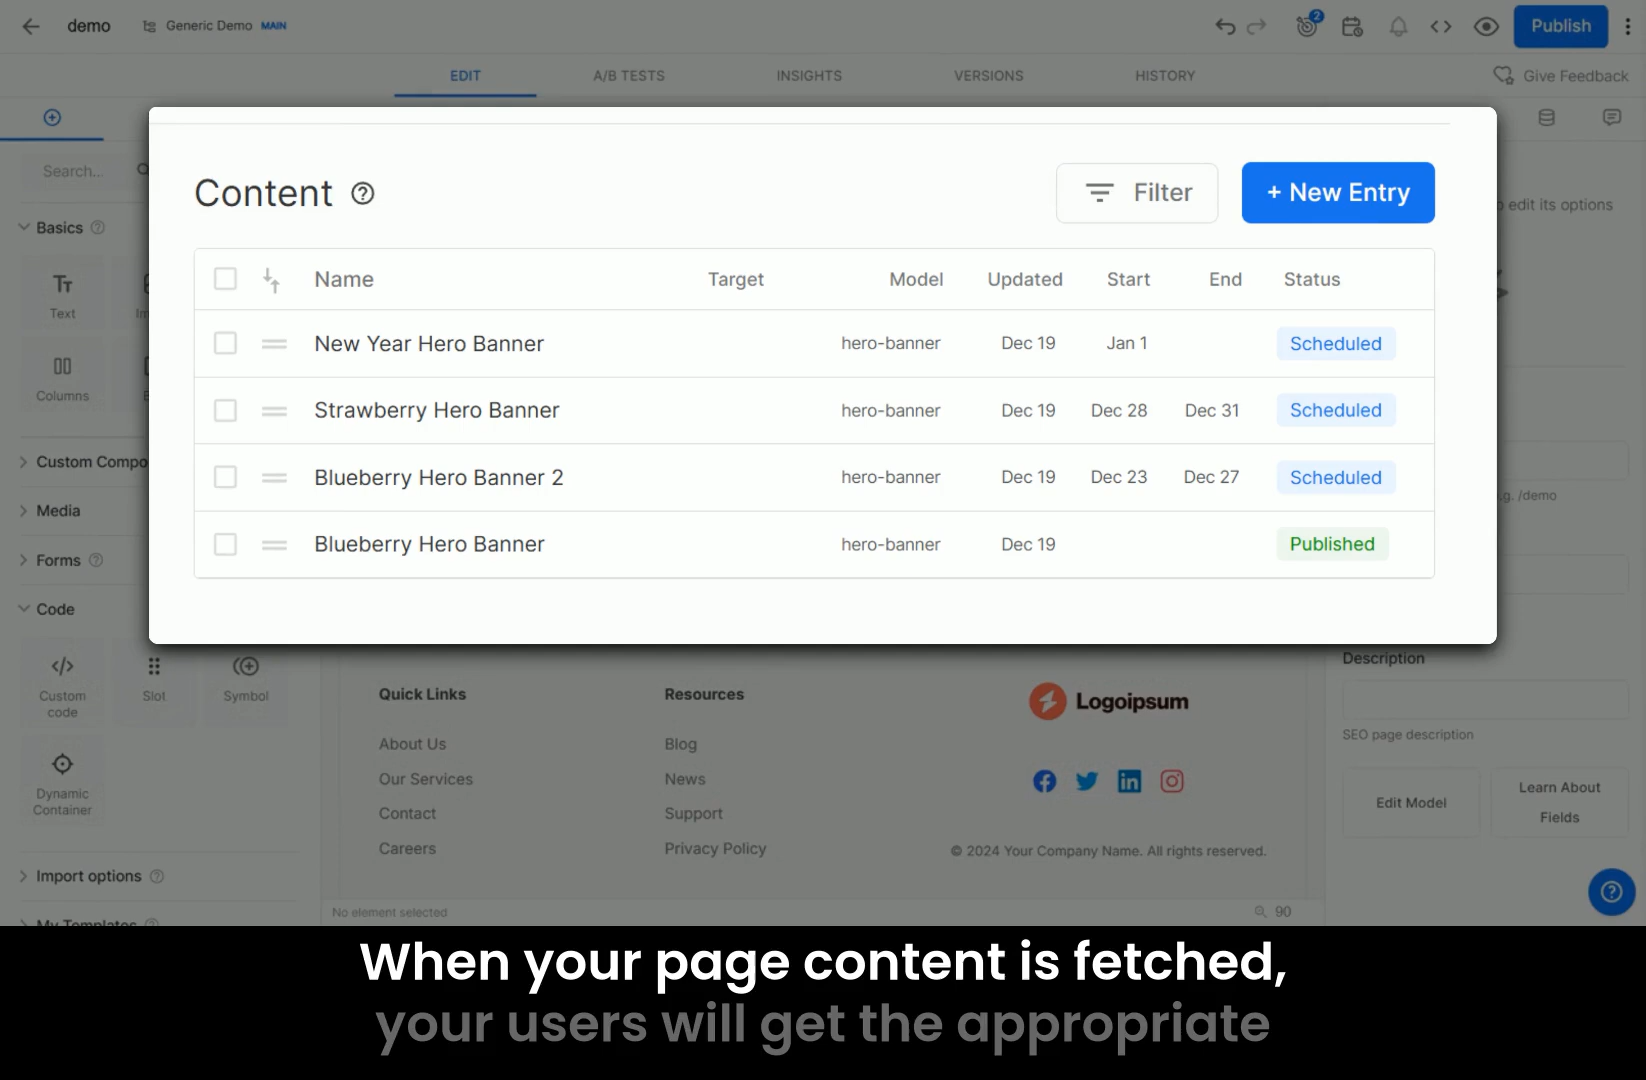 demo
Generic Demo MAIN
2
Publish
EDIT
A/B TESTS
INSIGHTS
VERSIONS
HISTORY
Give Feedback
Search...
edit its options
Basics
Text
Columns
Custom Compo
Media
Forms
Code
Custom code
Slot
Symbol
Dynamic Container
Import options
My Templates
Content
Filter
+ New Entry
Name Target Model Updated Start End Status
New Year Hero Banner hero-banner Dec 19 Jan 1 Scheduled
Strawberry Hero Banner hero-banner Dec 19 Dec 28 Dec 31 Scheduled
Blueberry Hero Banner 2 hero-banner Dec 19 Dec 23 Dec 27 Scheduled
Blueberry Hero Banner hero-banner Dec 19 Published
.g. /demo
Quick Links
About Us
Our Services
Contact
Careers
Resources
Blog
News
Support
Privacy Policy
Logoipsum
© 2024 Your Company Name. All rights reserved.
Description
SEO page description
Edit Model
Learn About Fields
No element selected
90
When your page content is fetched,
your users will get the appropriate